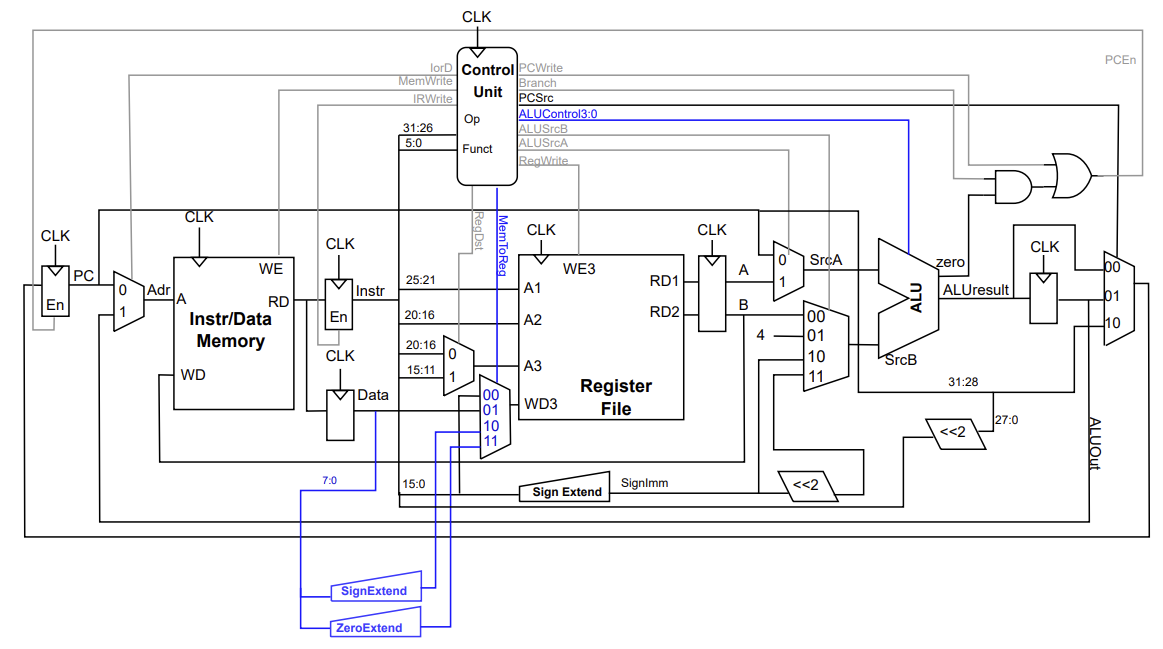 CLK
PCEn
IorD
MemWrite
IRWrite
Control
Unit
Op
Funct
PCWrite
Branch
PCSrc
ALUControl3:0
ALUSrcB
ALUSrcA
RegWrite
31:26
5:0
RegDst
MemToReg
CLK
En
PC
0
1
Adr
CLK
WE
A
RD
Instr/Data
Memory
WD
CLK
En
Instr
CLK
Data
25:21
20:16
20:16
15:11
0
1
00
01
10
11
CLK
WE3
A1
A2
A3
WD3
RD1
RD2
Register
File
CLK
A
B
4
0
1
SrcA
00
01
10
11
SrcB
ALU
zero
ALUresult
CLK
00
01
10
31:28
27:0
<<2
ALUOut
7:0
15:0
Sign Extend
SignImm
<<2
SignExtend
ZeroExtend